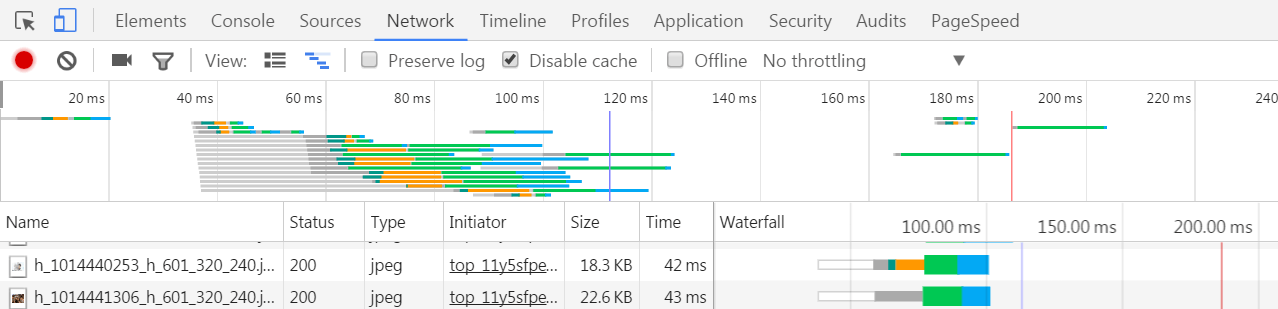 Elements Console Sources Network Timeline Profiles Application Security Audits PageSpeed
View: Preserve log Disable cache Offline No throttling
20 ms 40 ms 60 ms 80 ms 100 ms 120 ms 140 ms 160 ms 180 ms 200 ms 220 ms 240
Name Status Type Initiator Size Time Waterfall 100.00 ms 150.00 ms 200.00 ms
h_1014440253_h_601_320_240.j... 200 jpeg top_11y5sfpe... 18.3 KB 42 ms
h_1014441306_h_601_320_240.j... 200 jpeg top_11y5sfpe... 22.6 KB 43 ms